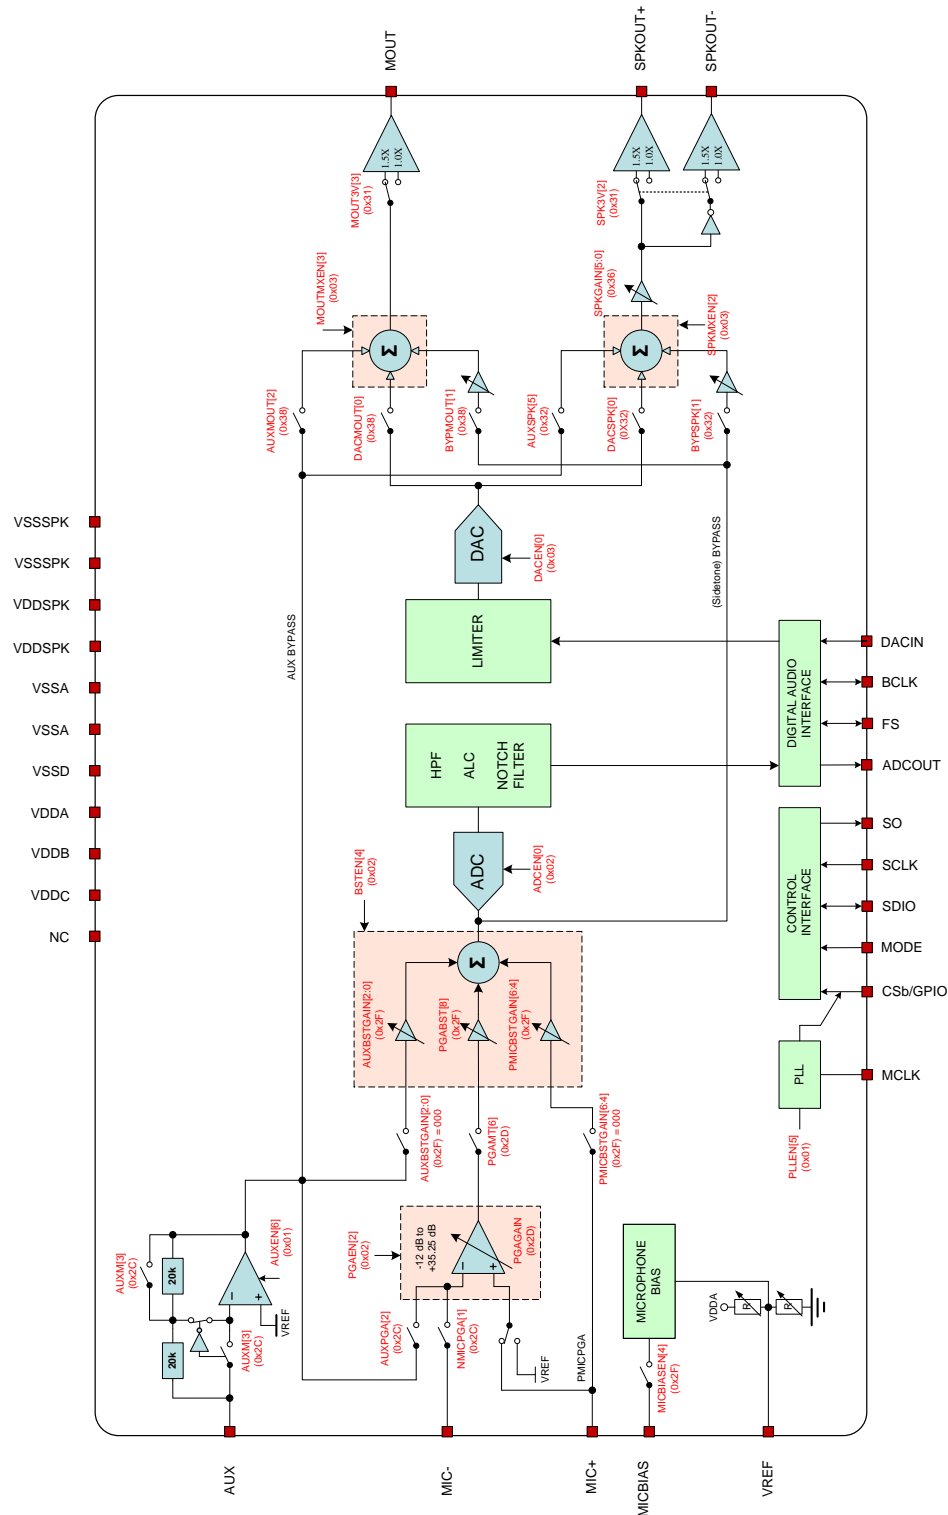 MOUT
SPKOUT+
SPKOUT-
1.5X
1.0X
1.5X
1.0X
1.5X
1.0X
MOUT3V[3]
(0x31)
SPK3V[2]
(0x31)
MOUTMXEN[3]
(0x03)
SPKGAIN[5:0]
(0x36)
SPKMXEN[2]
(0x03)
Σ
Σ
AUXMOUT[2]
(0x38)
DACMOUT[0]
(0x38)
BYPMOUT[1]
(0x38)
AUXSPK[5]
(0x32)
DACSPK[0]
(0X32)
BYPSPK[1]
(0x32)
VSSSPK
VSSSPK
VDDSPK
VDDSPK
VSSA
VSSA
VSSD
VDDA
VDDB
VDDC
NC
DAC
DACEN[0]
(0x03)
AUX BYPASS
(Sidetone) BYPASS
LIMITER
DIGITAL AUDIO
INTERFACE
DACIN
BCLK
FS
ADCOUT
HPF
ALC
NOTCH
FILTER
ADC
ADCEN[0]
(0x02)
BSTEN[4]
(0x02)
CONTROL
INTERFACE
SO
SCLK
SDIO
MODE
CSb/GPIO
MCLK
PLL
PLLEN[5]
(0x01)
Σ
AUXBSTGAIN[2:0]
(0x2F)
PGABST[8]
(0x2F)
PMICBSTGAIN[6:4]
(0x2F)
AUXBSTGAIN[2:0]
(0x2F) = 000
PGAMT[6]
(0x2D)
PMICBSTGAIN[6:4]
(0x2F) = 000
PGAEN[2]
(0x02)
-12 dB to
+35.25 dB
PGAGAIN
(0x2D)
AUXM[3]
(0x2C)
20k
20k
AUXEN[6]
(0x01)
VREF
AUXM[3]
(0x2C)
AUXPGA[2]
(0x2C)
NMICPGA[1]
(0x2C)
VREF
PMICPGA
MICROPHONE
BIAS
MICBIASEN[4]
(0x2F)
VDDA
R
R
AUX
MIC-
MIC+
MICBIAS
VREF